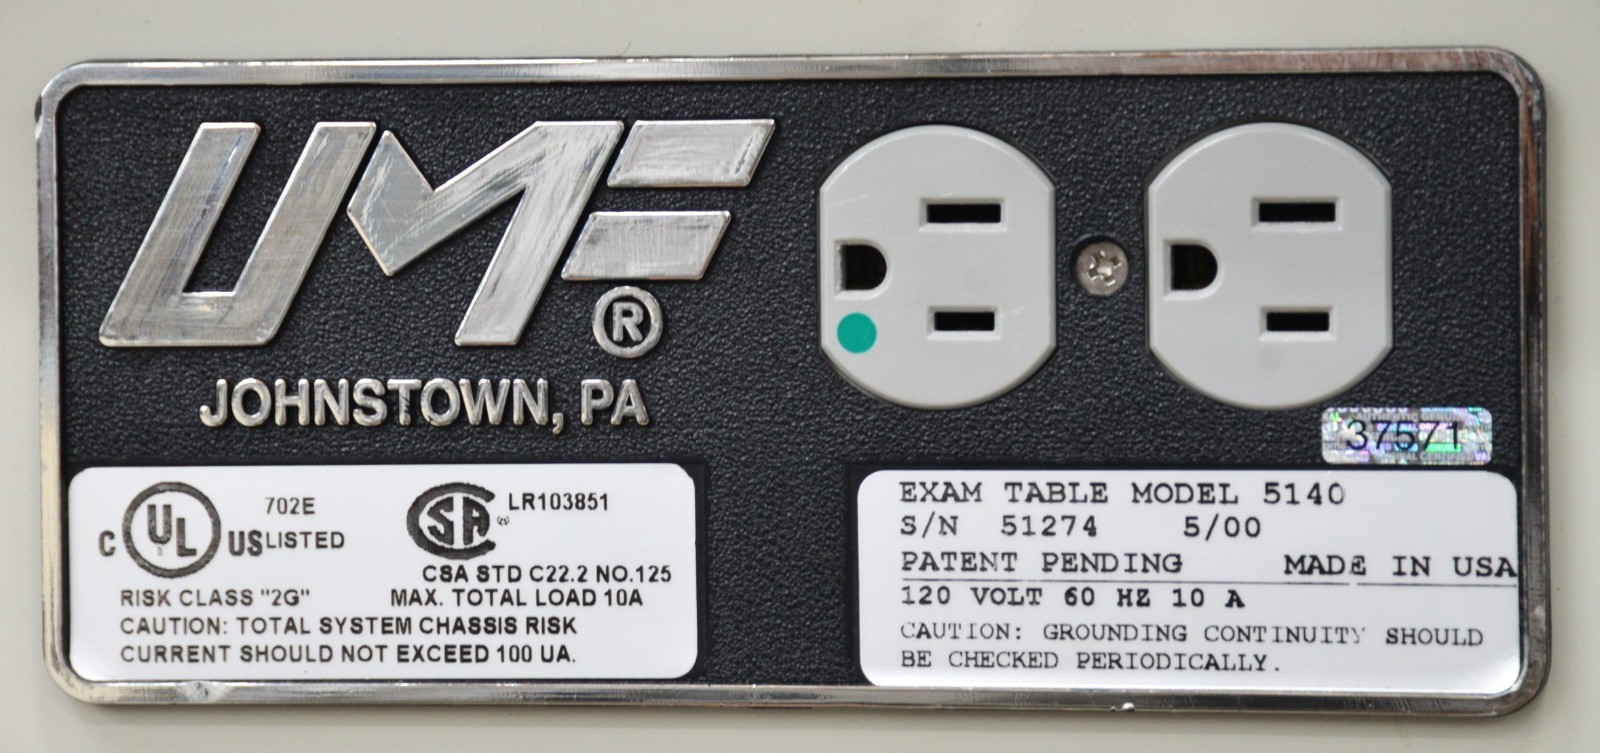 UMF
®
JOHNSTOWN, PA
37571
C UL US LISTED
702E
CSA ® LR103851
CSA STD C22.2 NO.125
RISK CLASS "2G" MAX. TOTAL LOAD 10A
CAUTION: TOTAL SYSTEM CHASSIS RISK
CURRENT SHOULD NOT EXCEED 100 UA.
EXAM TABLE MODEL 5140
S/N 51274 5/00
PATENT PENDING MADE IN USA
120 VOLT 60 HZ 10 A
CAUTION: GROUNDING CONTINUITY SHOULD
BE CHECKED PERIODICALLY.